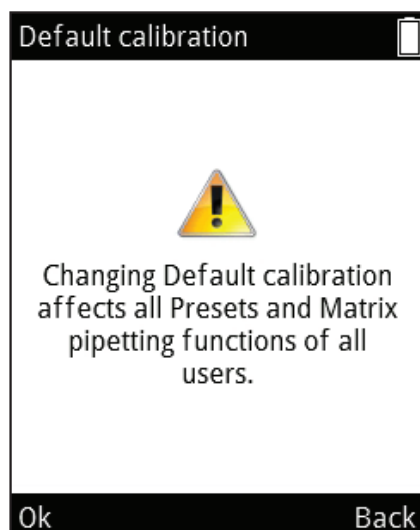 Default calibration
Changing Default calibration
affects all Presets and Matrix
pipetting functions of all
users.
Ok
Back